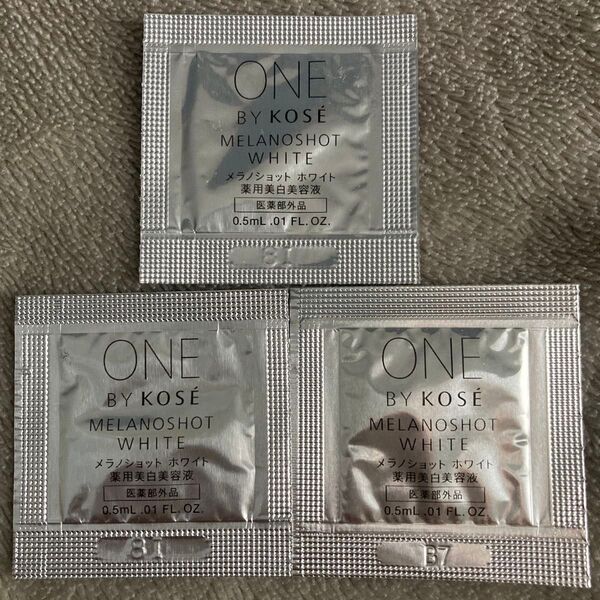 ONE
BY KOSÉ
MELANOSHOT
WHITE
メラノショット ホワイト
薬用美白美容液
医薬部外品
0.5mL .01 FL. OZ.
81
ONE
BY KOSÉ
MELANOSHOT
WHITE
メラノショット ホワイト
薬用美白美容液
医薬部外品
0.5mL .01 FL. OZ.
81
ONE
BY KOSÉ
MELANOSHOT
WHITE
メラノショット ホワイト
薬用美白美容液
医薬部外品
0.5mL .01 FL. OZ.
B7